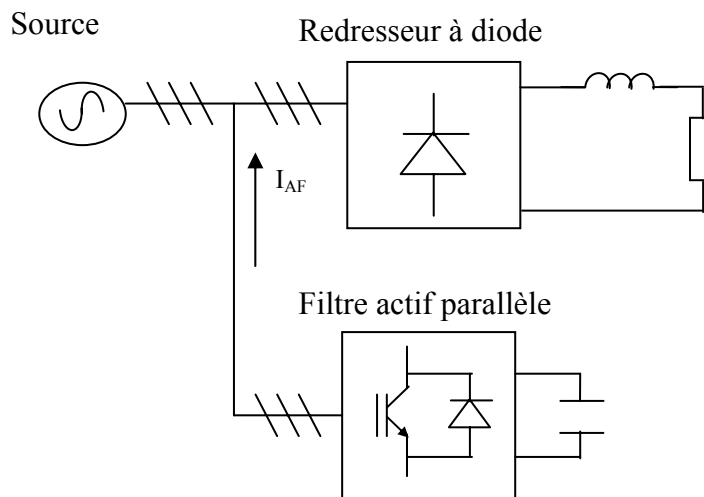 Source
Redresseur à diode
I_AF
Filtre actif parallèle